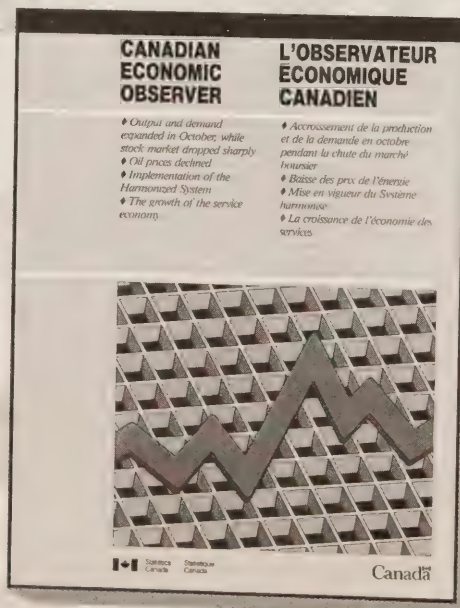 CANADIAN
ECONOMIC
OBSERVER
♦ Output and demand
expanded in October, while
stock market dropped sharply
♦ Oil prices declined
♦ Implementation of the
Harmonized System
♦ The growth of the service
economy
L'OBSERVATEUR
ÉCONOMIQUE
CANADIEN
♦ Accroissement de la production
et de la demande en octobre
pendant la chute du marché
boursier
♦ Baisse des prix de l'énergie
♦ Mise en vigueur du Système
harmonisé
♦ La croissance de l'économie des
services
Statistics
Canada
Statistique
Canada
Canada